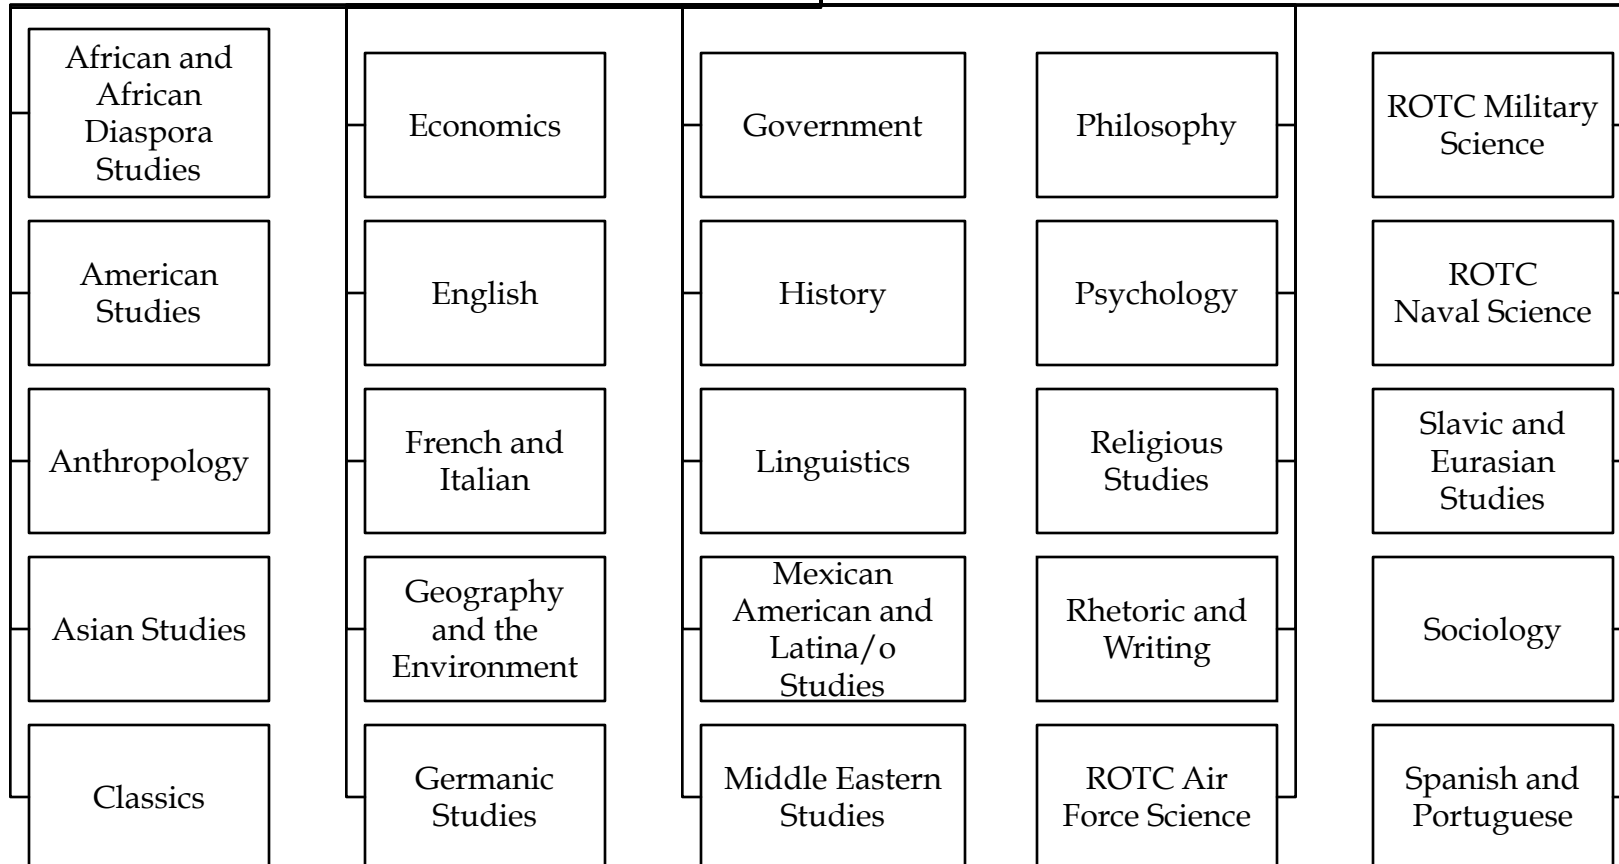 African and
African
Diaspora
Studies
American
Studies
Anthropology
Asian Studies
Classics
Economics
English
French and
Italian
Geography
and the
Environment
Germanic
Studies
Government
History
Linguistics
Mexican
American and
Latina/o
Studies
Middle Eastern
Studies
Philosophy
Psychology
Religious
Studies
Rhetoric and
Writing
ROTC Air
Force Science
ROTC Military
Science
ROTC
Naval Science
Slavic and
Eurasian
Studies
Sociology
Spanish and
Portuguese